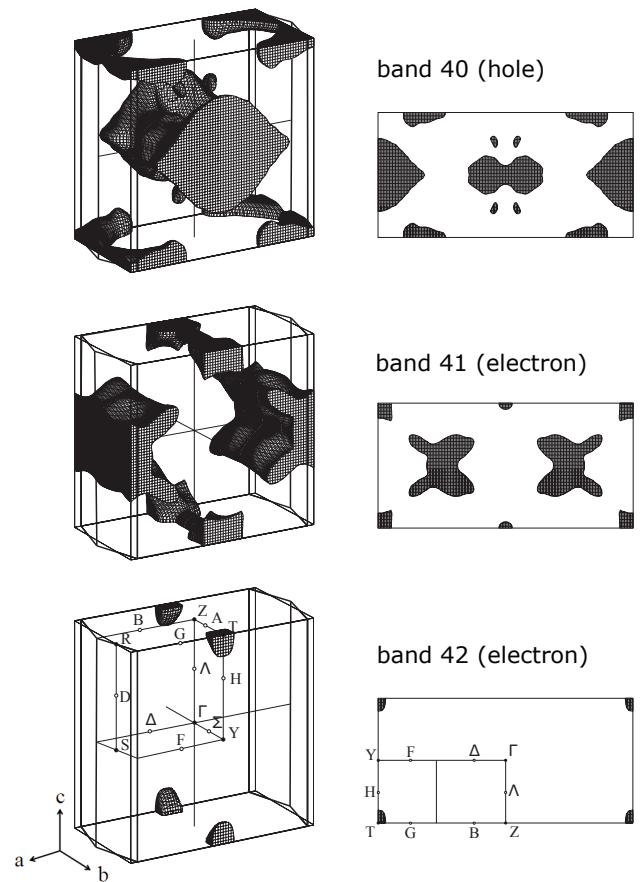 band 40 (hole)
band 41 (electron)
band 42 (electron)
B
Z
A
T
R
G
Λ
H
D
Γ
Δ
Σ
S
F
Y
c
a
b
Y
F
Δ
Γ
H
Λ
T
G
B
Z